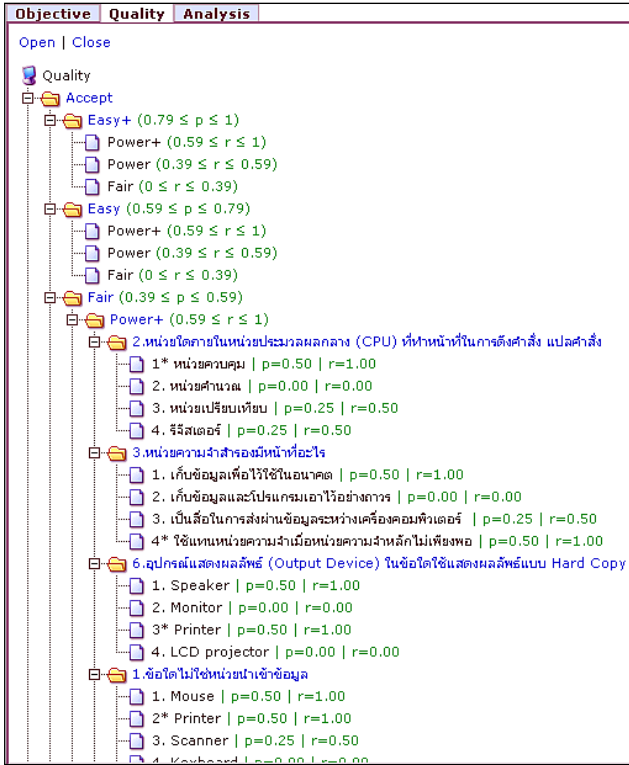 Objective Quality Analysis
Open | Close
Quality
Accept
Easy+ (0.79 ≤ p ≤ 1)
Power+ (0.59 ≤ r ≤ 1)
Power (0.39 ≤ r ≤ 0.59)
Fair (0 ≤ r ≤ 0.39)
Easy (0.59 ≤ p ≤ 0.79)
Power+ (0.59 ≤ r ≤ 1)
Power (0.39 ≤ r ≤ 0.59)
Fair (0 ≤ r ≤ 0.39)
Fair (0.39 ≤ p ≤ 0.59)
Power+ (0.59 ≤ r ≤ 1)
2.หน่วยใดภายในหน่วยประมวลผลกลาง (CPU) ที่ทำหน้าที่ในการดึงคำสั่ง แปลคำสั่ง
1* หน่วยควบคุม | p=0.50 | r=1.00
2. หน่วยคำนวณ | p=0.00 | r=0.00
3. หน่วยเปรียบเทียบ | p=0.25 | r=0.50
4. รีจีสเตอร์ | p=0.25 | r=0.50
3.หน่วยความจำสำรองมีหน้าที่อะไร
1. เก็บข้อมูลเพื่อไว้ใช้ในอนาคต | p=0.50 | r=1.00
2. เก็บข้อมูลและโปรแกรมเอาไว้อย่างถาวร | p=0.00 | r=0.00
3. เป็นสื่อในการส่งผ่านข้อมูลระหว่างเครื่องคอมพิวเตอร์ | p=0.25 | r=0.50
4* ใช้แทนหน่วยความจำเมื่อหน่วยความจำหลักไม่เพียงพอ | p=0.50 | r=1.00
6.อุปกรณ์แสดงผลลัพธ์ (Output Device) ในข้อใดใช้แสดงผลลัพธ์แบบ Hard Copy
1. Speaker | p=0.50 | r=1.00
2. Monitor | p=0.00 | r=0.00
3* Printer | p=0.50 | r=1.00
4. LCD projector | p=0.00 | r=0.00
1.ข้อใดไม่ใช่หน่วยนำเข้าข้อมูล
1. Mouse | p=0.50 | r=1.00
2* Printer | p=0.50 | r=1.00
3. Scanner | p=0.25 | r=0.50
4. Keyboard | p=0.00 | r=0.00